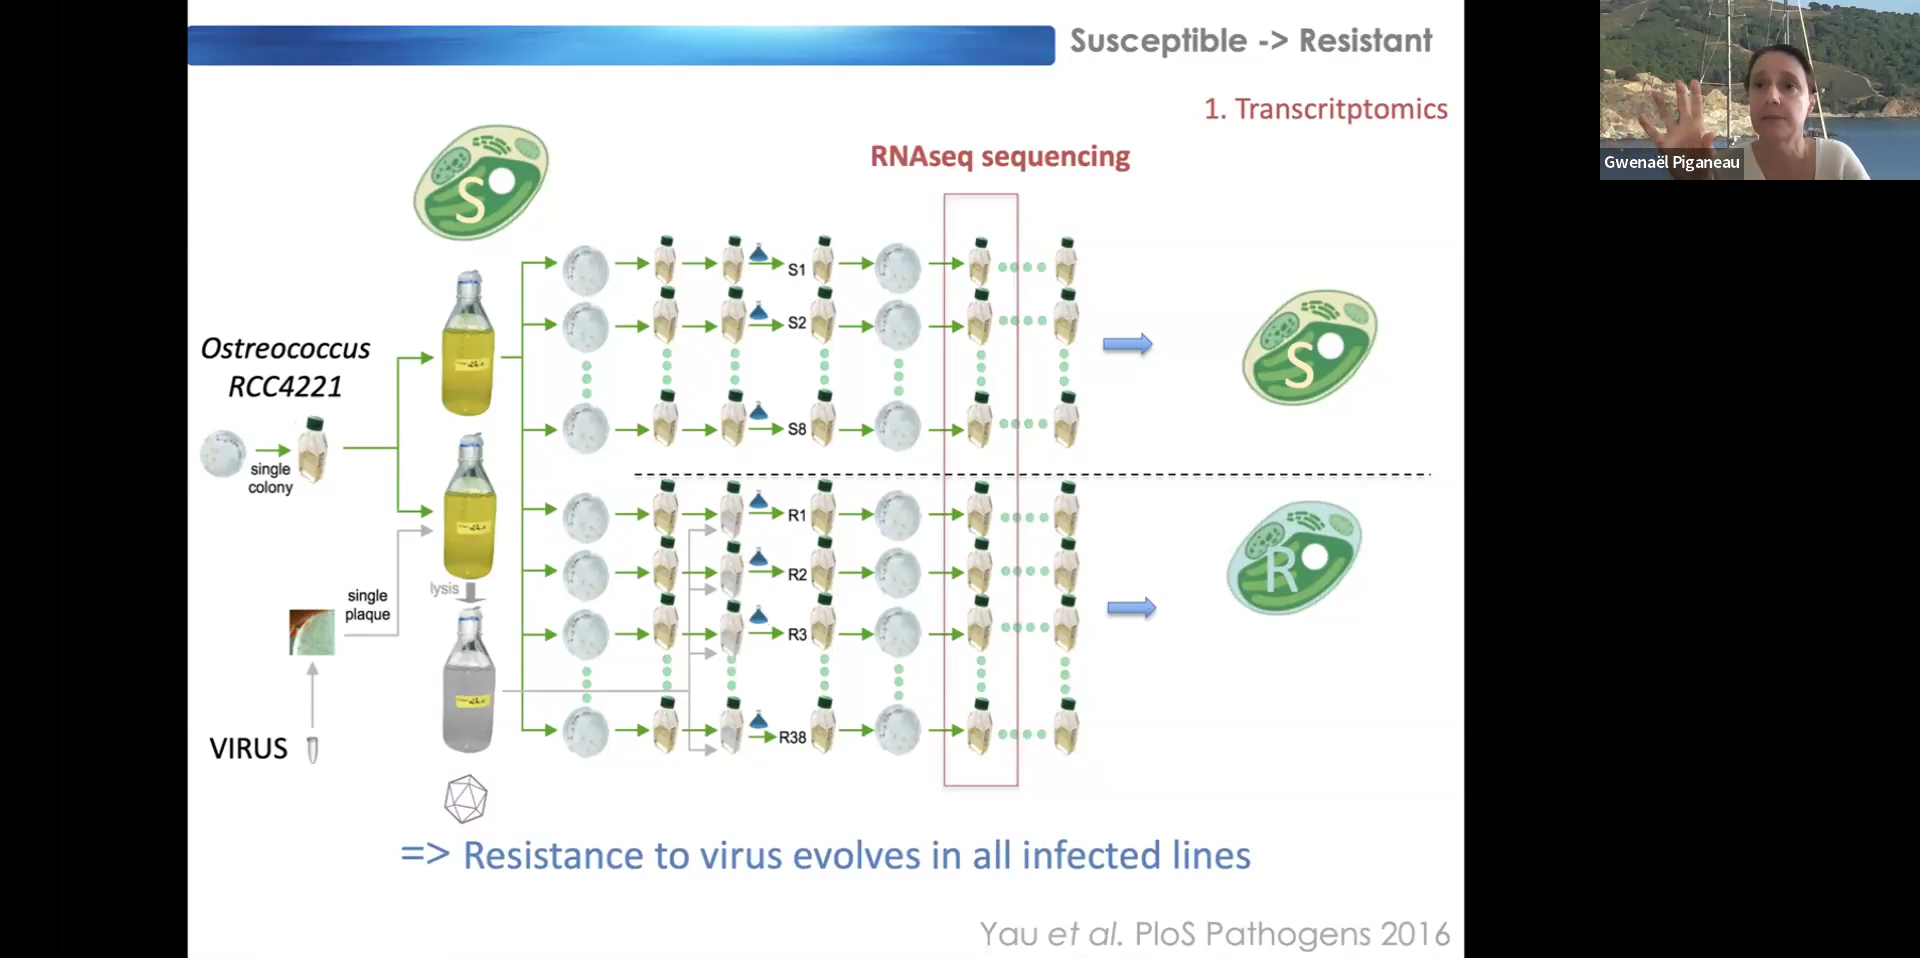 Susceptible -> Resistant
1. Transcritptomics
RNAseq sequencing
S
Ostreococcus
RCC4221
single
colony
S1
S2
S8
S
R1
R2
R3
R38
R
lysis
single
plaque
VIRUS
=> Resistance to virus evolves in all infected lines
Yau et al. PloS Pathogens 2016
Gwenaël Piganeau